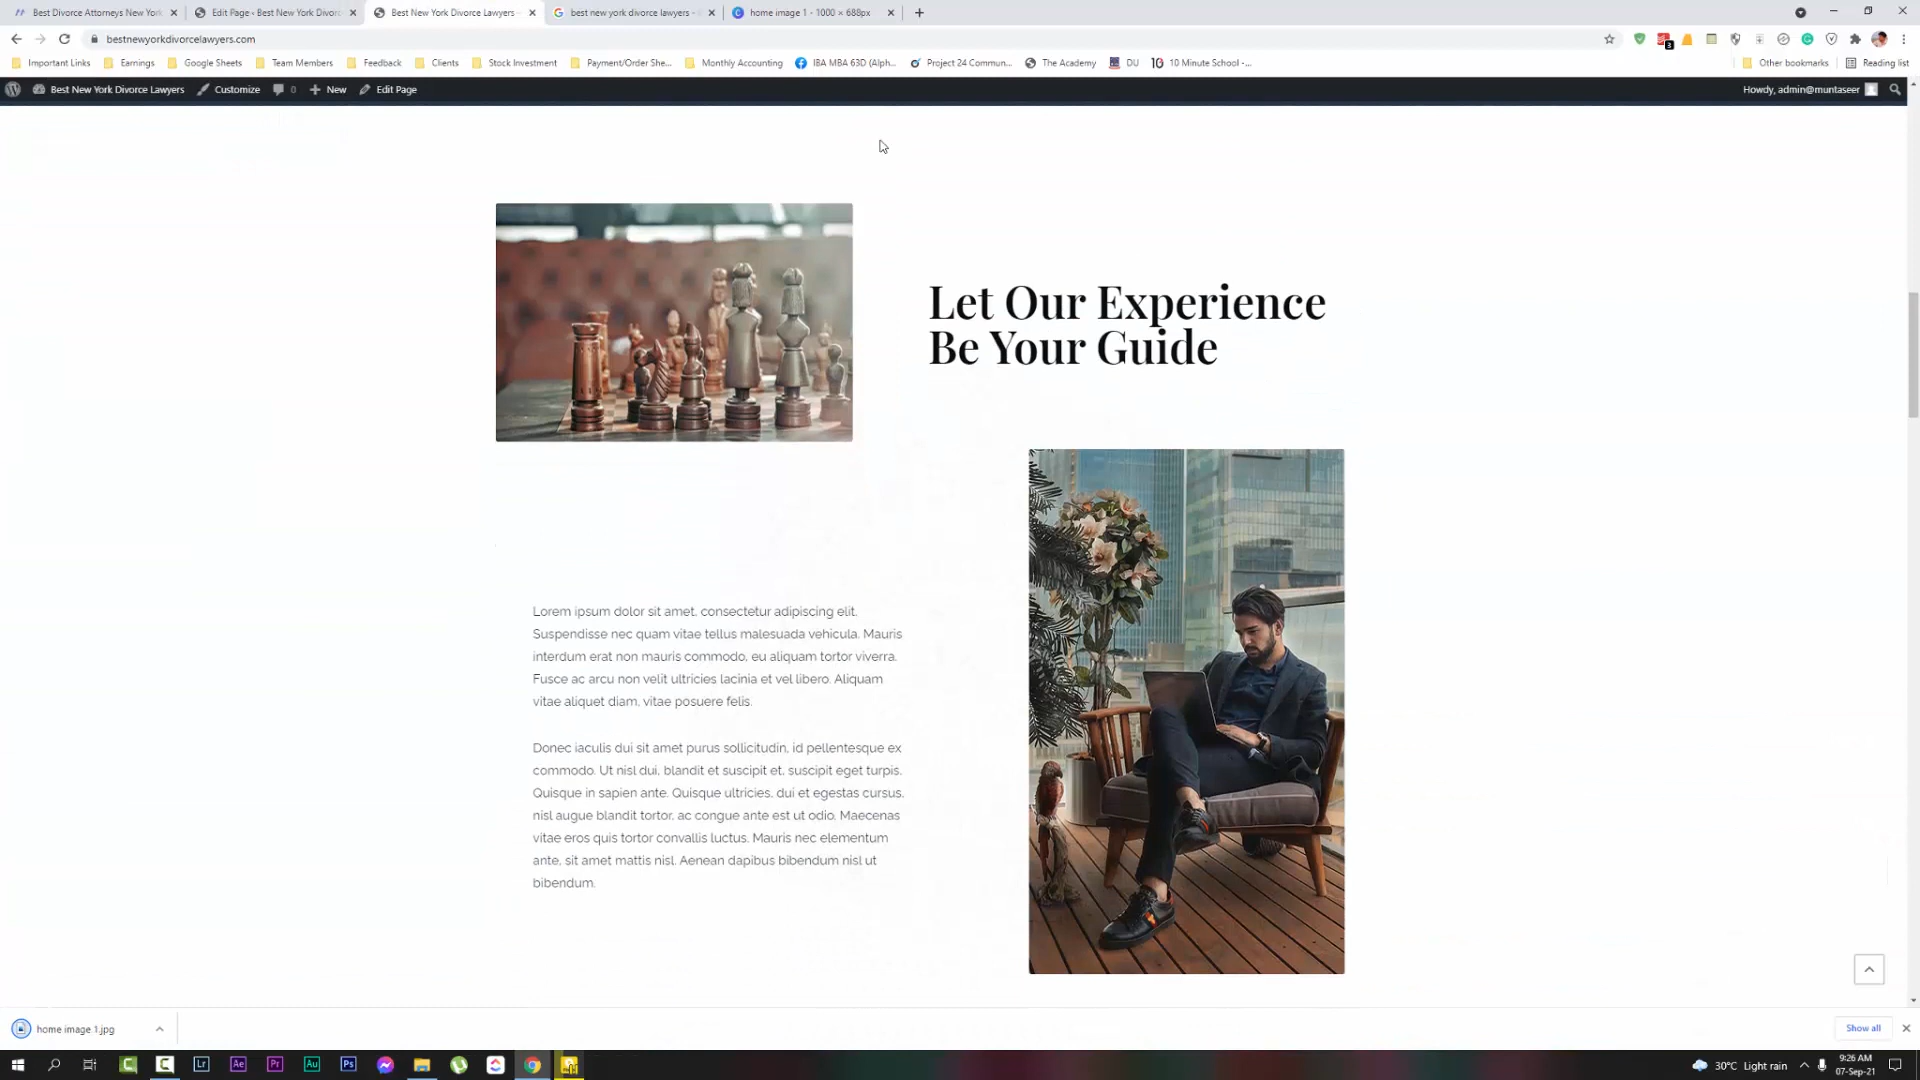 Best Divorce Attorneys New York
Edit Page ‹ Best New York Divorc
Best New York Divorce Lawyers -
best new york divorce lawyers -
home image 1 - 1000 × 688px
bestnewyorkdivorcelawyers.com
3
Important Links
Earnings
Google Sheets
Team Members
Feedback
Clients
Stock Investment
Payment/Order She...
Monthly Accounting
IBA MBA 63D (Alph...
Project 24 Commun...
The Academy
DU
10 Minute School -...
Other bookmarks
Reading list
Best New York Divorce Lawyers
Customize
0
New
Edit Page
Howdy, admin@muntaseer
Let Our Experience
Be Your Guide
Lorem ipsum dolor sit amet, consectetur adipiscing elit.
Suspendisse nec quam vitae tellus malesuada vehicula. Mauris
interdum erat non mauris commodo, eu aliquam tortor viverra.
Fusce ac arcu non velit ultricies lacinia et vel libero. Aliquam
vitae aliquet diam, vitae posuere felis.
Donec iaculis dui sit amet purus sollicitudin, id pellentesque ex
commodo. Ut nisl dui, blandit et suscipit et, suscipit eget turpis.
Quisque in sapien ante. Quisque ultricies, dui et egestas cursus,
nisl augue blandit tortor, ac congue ante est ut odio. Maecenas
vitae eros quis tortor convallis luctus. Mauris nec elementum
ante, sit amet mattis nisl. Aenean dapibus bibendum nisl ut
bibendum.
home image 1.jpg
Show all
Lr
Ae
Pr
Au
Ps
30°C Light rain
9:26 AM
07-Sep-21